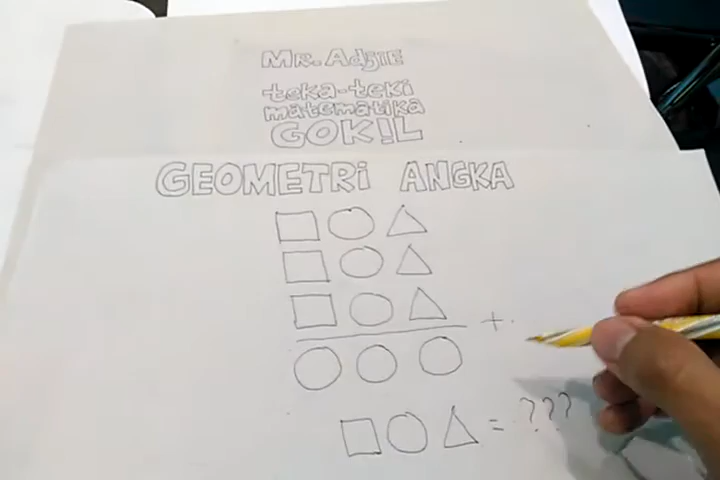 Mr. Adjie
teka-teki
matematika
GOK!L
GEOMETRi ANGKA
□ ○ △
□ ○ △
□ ○ △ +
○ ○ ○
□ ○ △ = ???